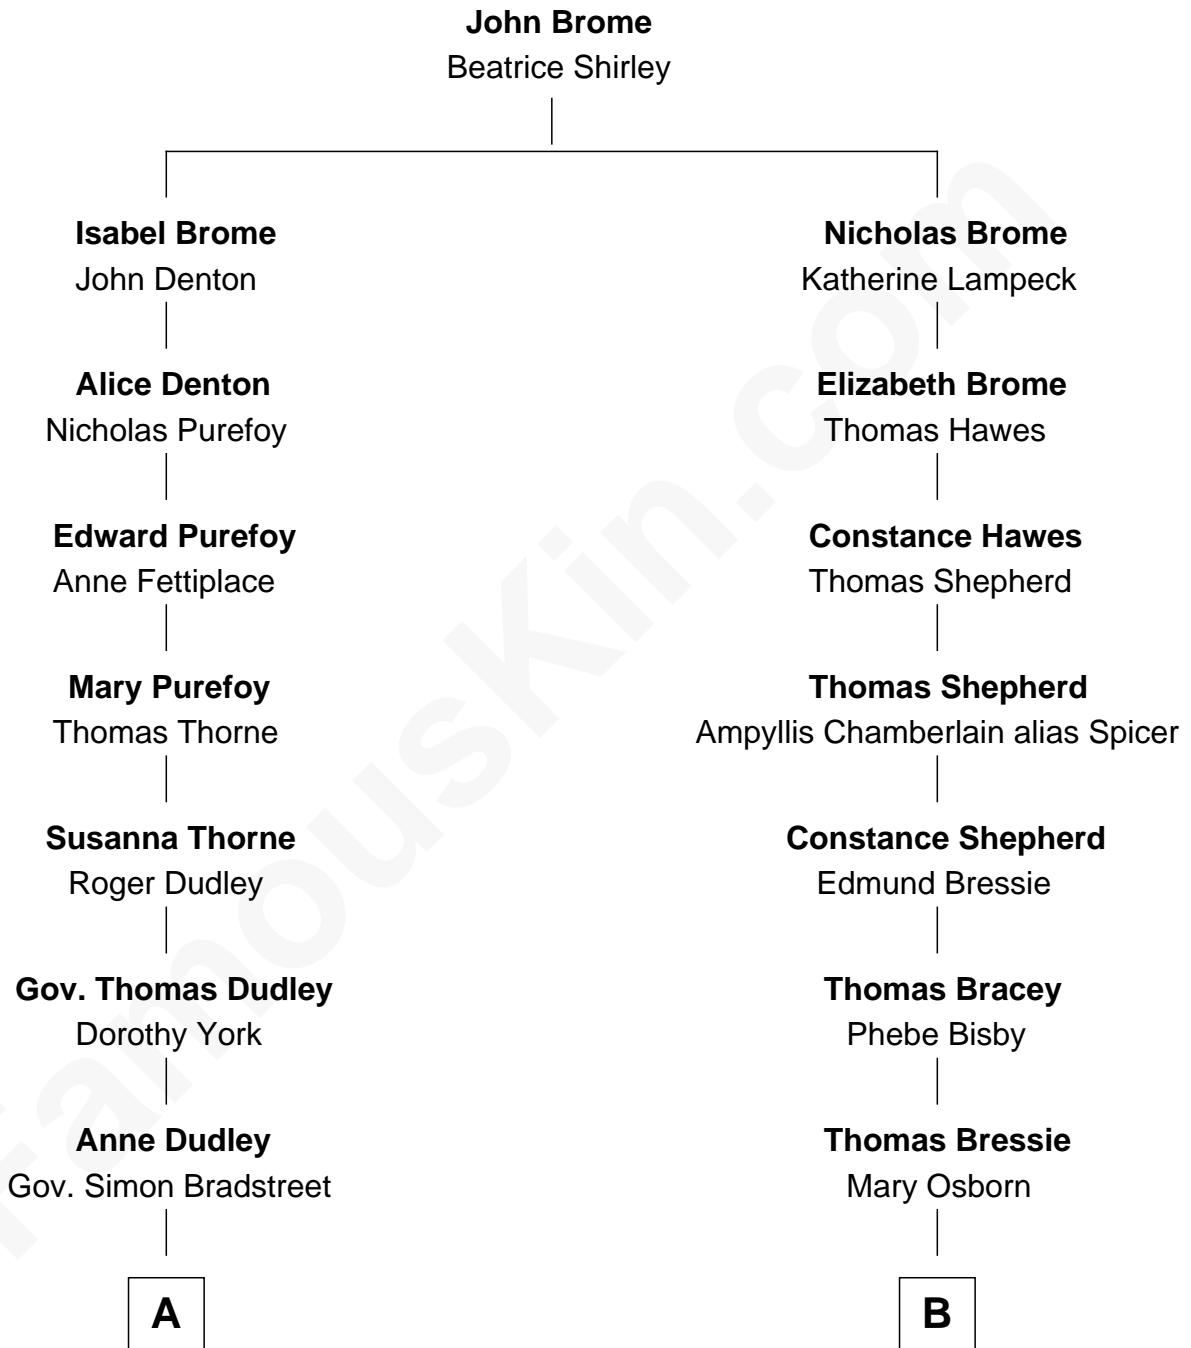 John Brome
Beatrice Shirley
Isabel Brome
John Denton
Nicholas Brome
Katherine Lampeck
Alice Denton
Nicholas Purefoy
Elizabeth Brome
Thomas Hawes
Edward Purefoy
Anne Fettiplace
Constance Hawes
Thomas Shepherd
Mary Purefoy
Thomas Thorne
Thomas Shepherd
Ampyllis Chamberlain alias Spicer
Susanna Thorne
Roger Dudley
Constance Shepherd
Edmund Bressie
Gov. Thomas Dudley
Dorothy York
Thomas Bracey
Phebe Bisby
Anne Dudley
Gov. Simon Bradstreet
Thomas Bressie
Mary Osborn
A
B
FamousKin.com